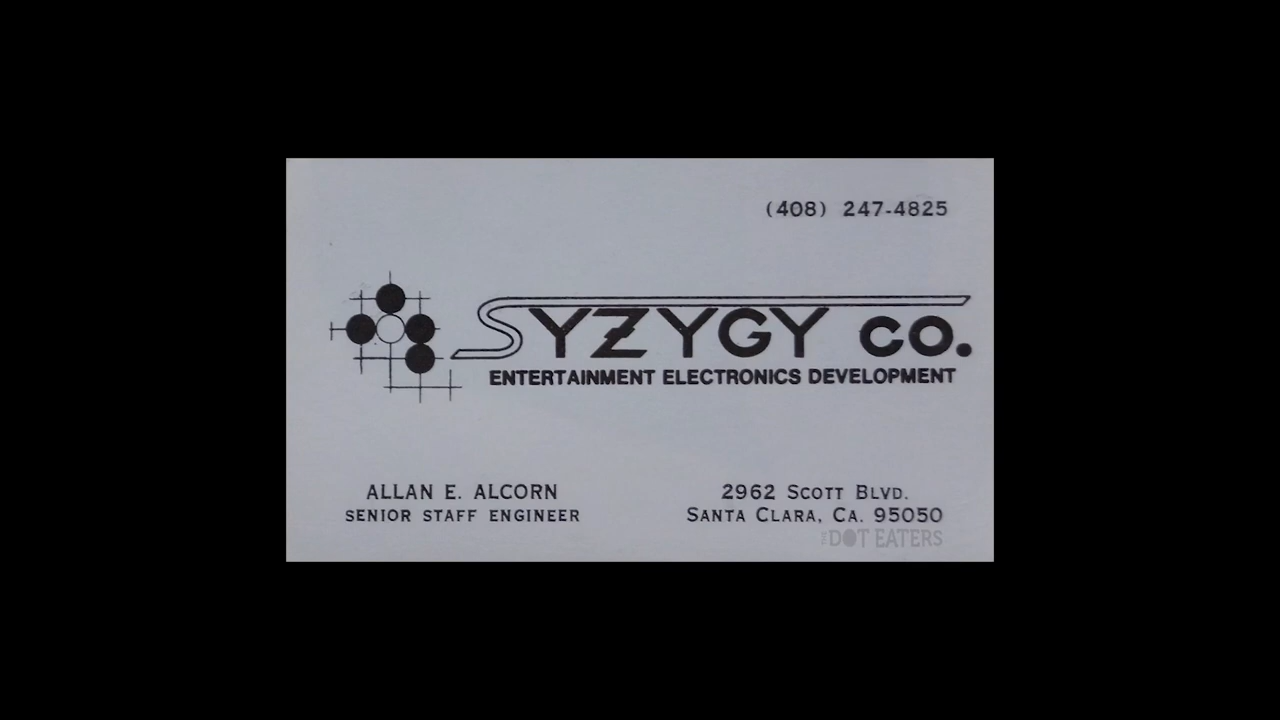 (408) 247-4825
SYZYGY CO.
ENTERTAINMENT ELECTRONICS DEVELOPMENT
ALLAN E. ALCORN
SENIOR STAFF ENGINEER
2962 SCOTT BLVD.
SANTA CLARA, CA. 95050
THE DOT EATERS